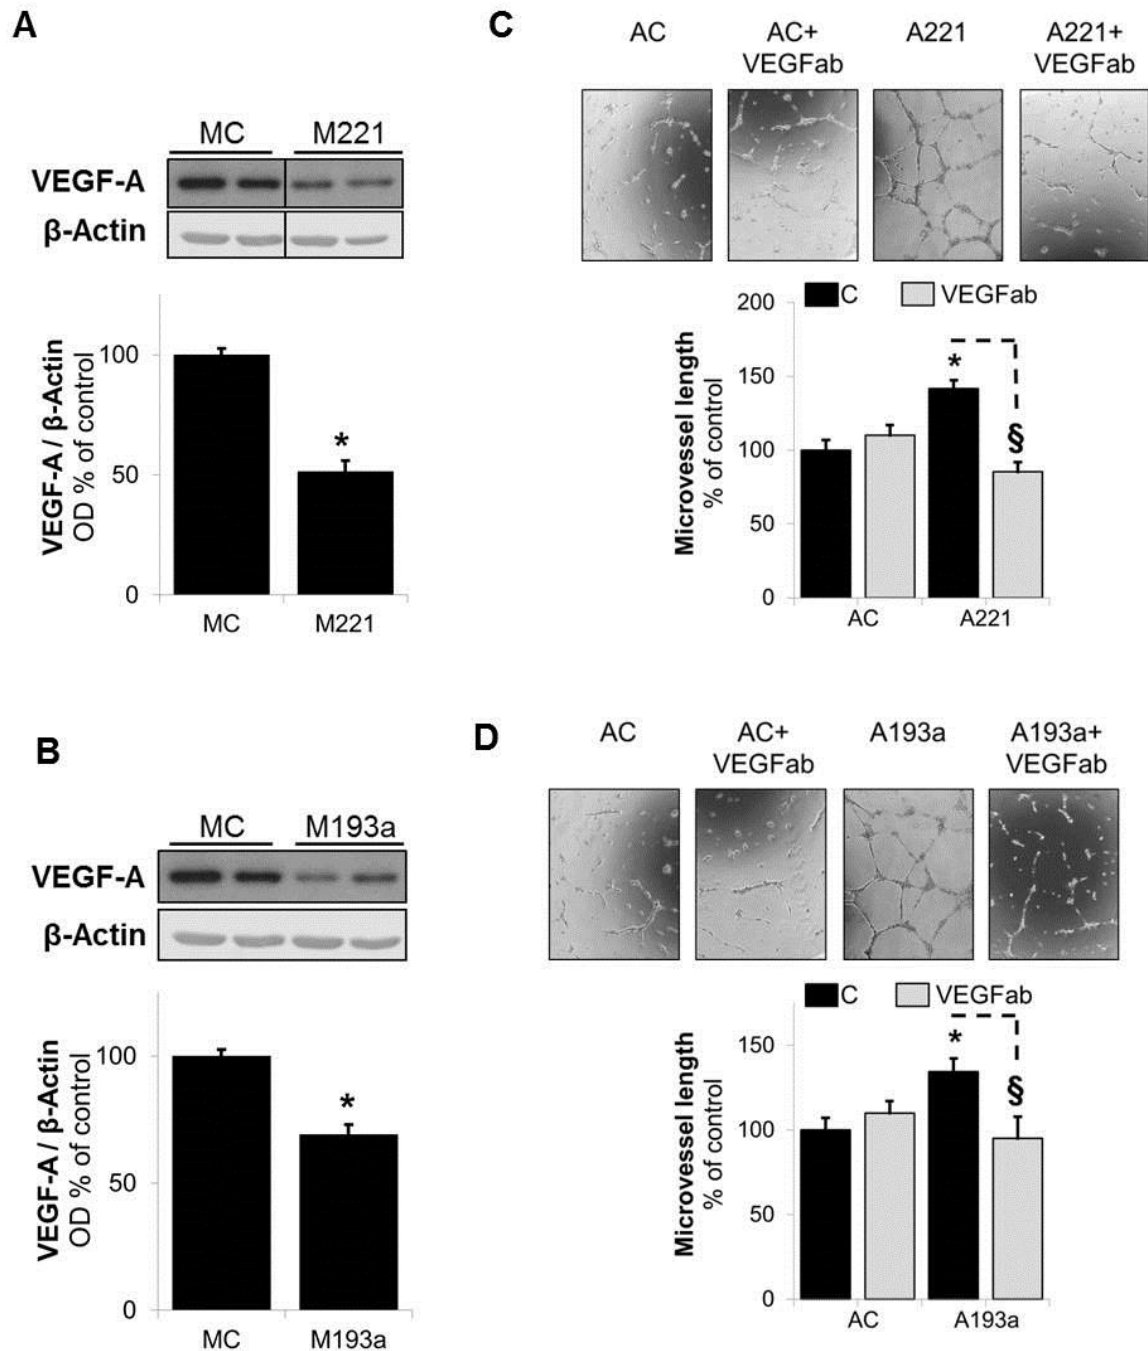 A
MC M221
VEGF-A
β-Actin
VEGF-A / β-Actin
OD % of control
100
50
0
MC M221
*
C
AC AC+ VEGFab A221 A221+ VEGFab
C VEGFab
Microvessel length
% of control
200
150
100
50
0
* §
AC A221
B
MC M193a
VEGF-A
β-Actin
VEGF-A / β-Actin
OD % of control
100
50
0
*
MC M193a
D
AC AC+ VEGFab A193a A193a+ VEGFab
C VEGFab
Microvessel length
% of control
150
100
50
0
* §
AC A193a